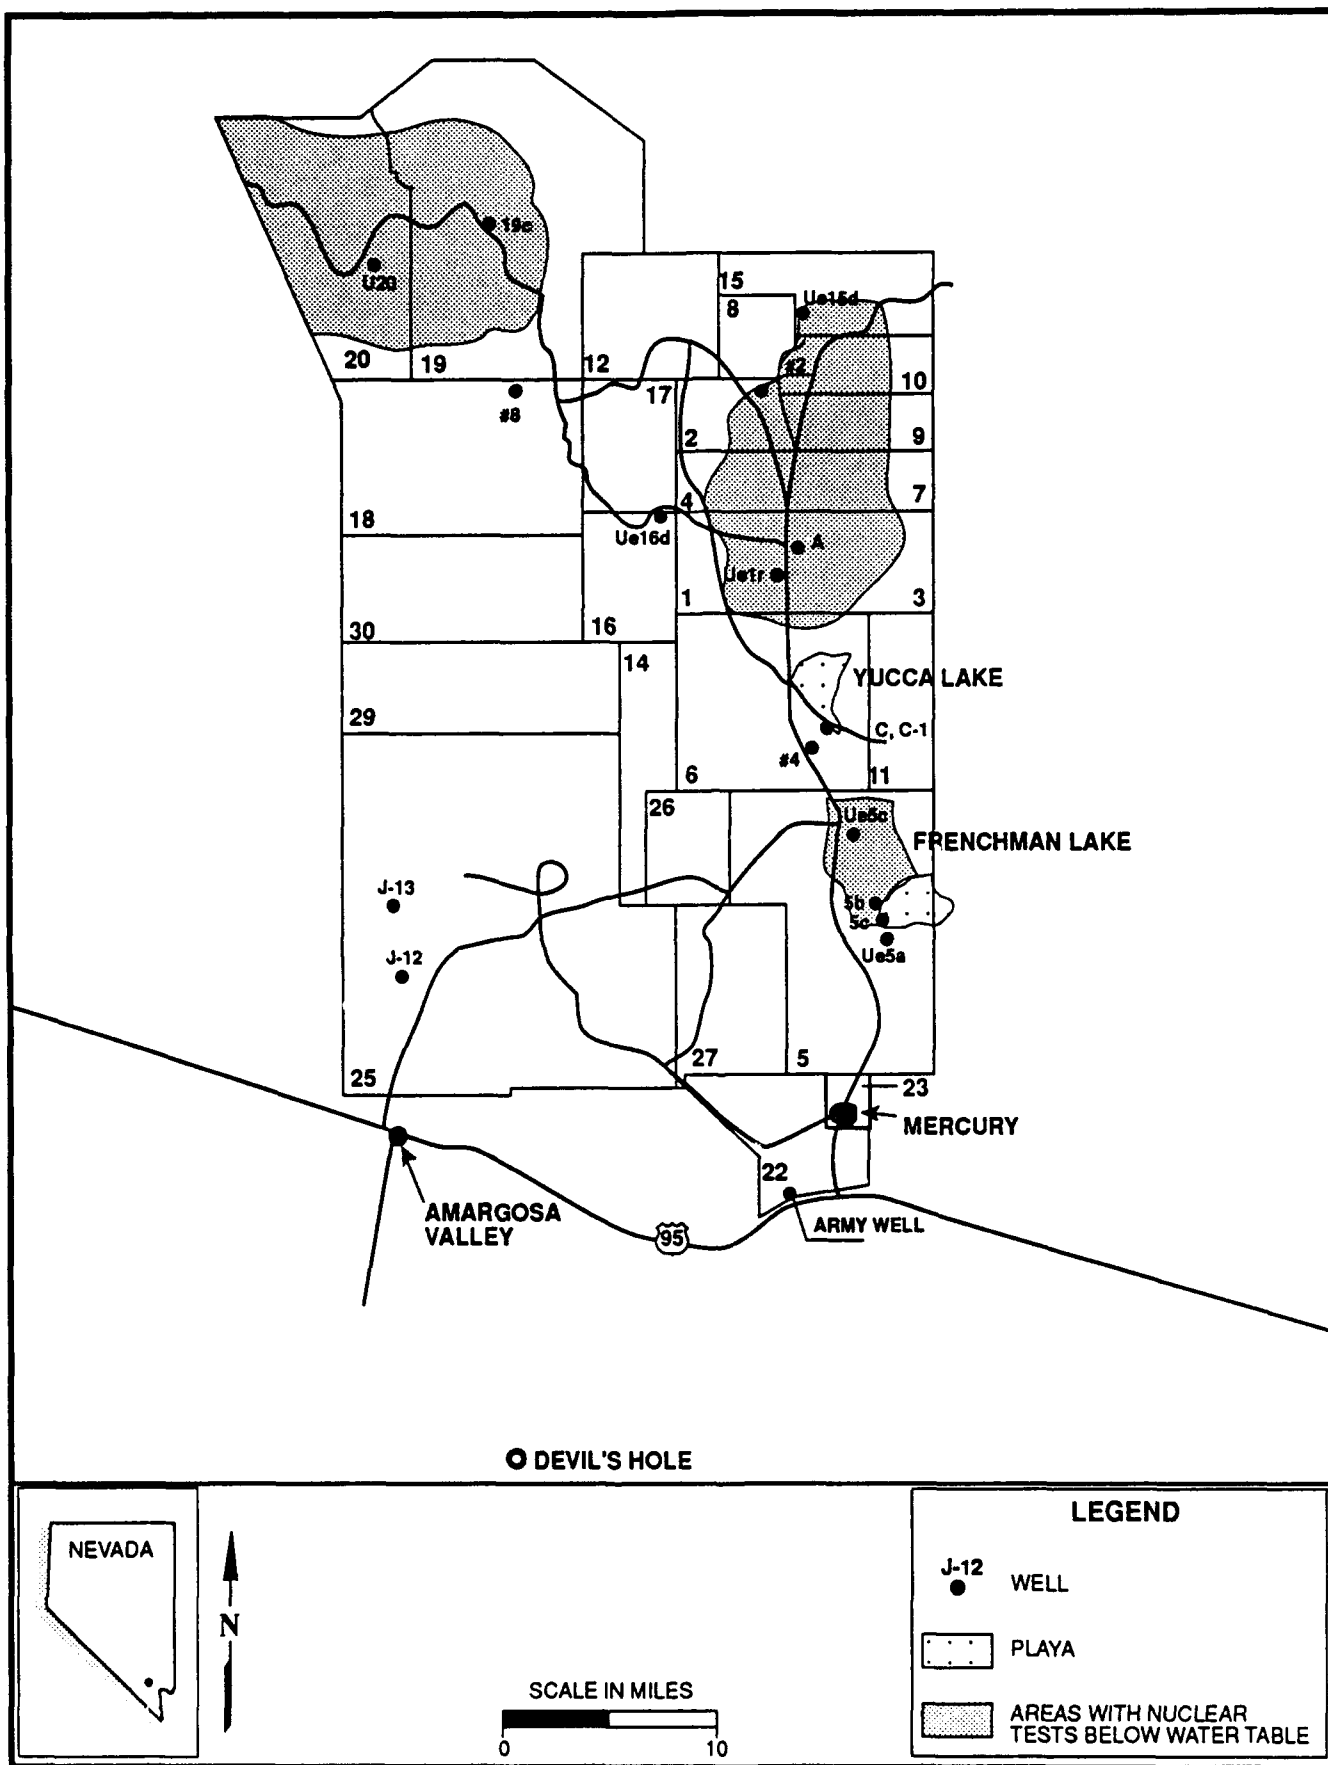 19c
U20
15
8
Ue15d
20
19
12
#2
10
17
#8
2
9
4
7
18
Ue16d
A
Ue1r
1
3
30
16
14
YUCCA LAKE
29
C, C-1
#4
6
11
26
Ue5c
FRENCHMAN LAKE
J-13
5b
5c
Ue5a
J-12
27
5
25
23
MERCURY
22
AMARGOSA
VALLEY
ARMY WELL
95
DEVIL'S HOLE
NEVADA
N
SCALE IN MILES
0
10
LEGEND
J-12
WELL
PLAYA
AREAS WITH NUCLEAR
TESTS BELOW WATER TABLE